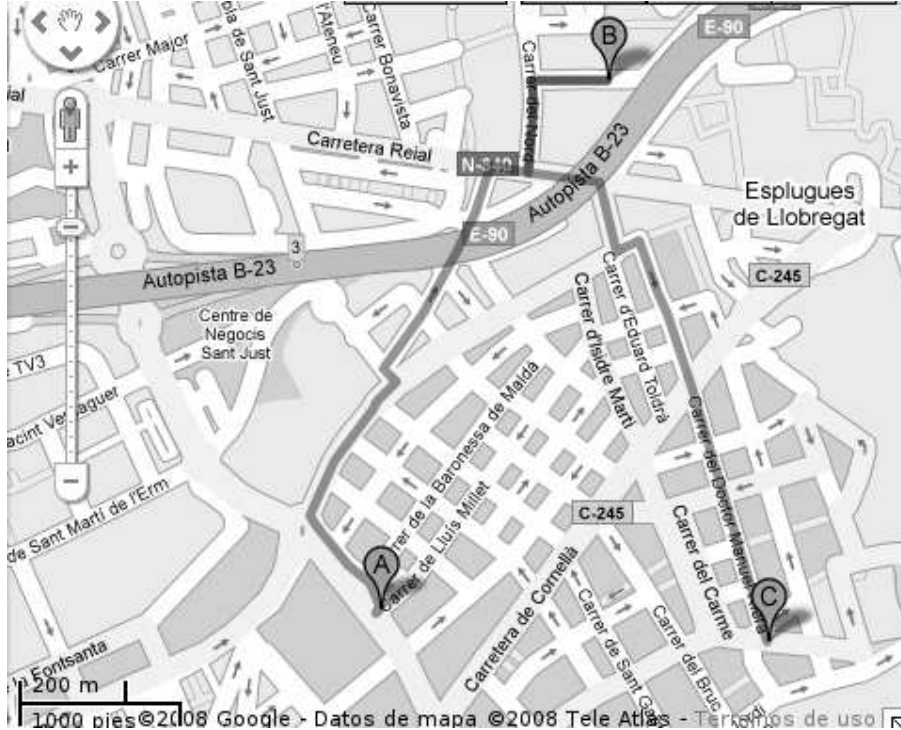 Carrer Major
de Sant Just
l'Ateneu
Carrer Bonavista
Carrer del Nord
B
E-90
Carretera Reial
N-340
Autopista B-23
Esplugues
de Llobregat
E-90
3
Autopista B-23
C-245
Centre de
Negocis
Sant Just
TV3
Carrer d'Eduard Toldrà
Carrer d'Isidre Martí
Carrer de la Baronessa de Maldà
Carrer de Lluís Millet
Carrer del Doctor Manuel Riera
C-245
de Sant Martí de l'Erm
A
Carretera de Cornellà
Carrer del Carme
C
Carrer de Sant Ga
Carrer del Bruc
la Fontsanta
200 m
1000 pies
©2008 Google - Datos de mapa ©2008 Tele Atlas - Términos de uso